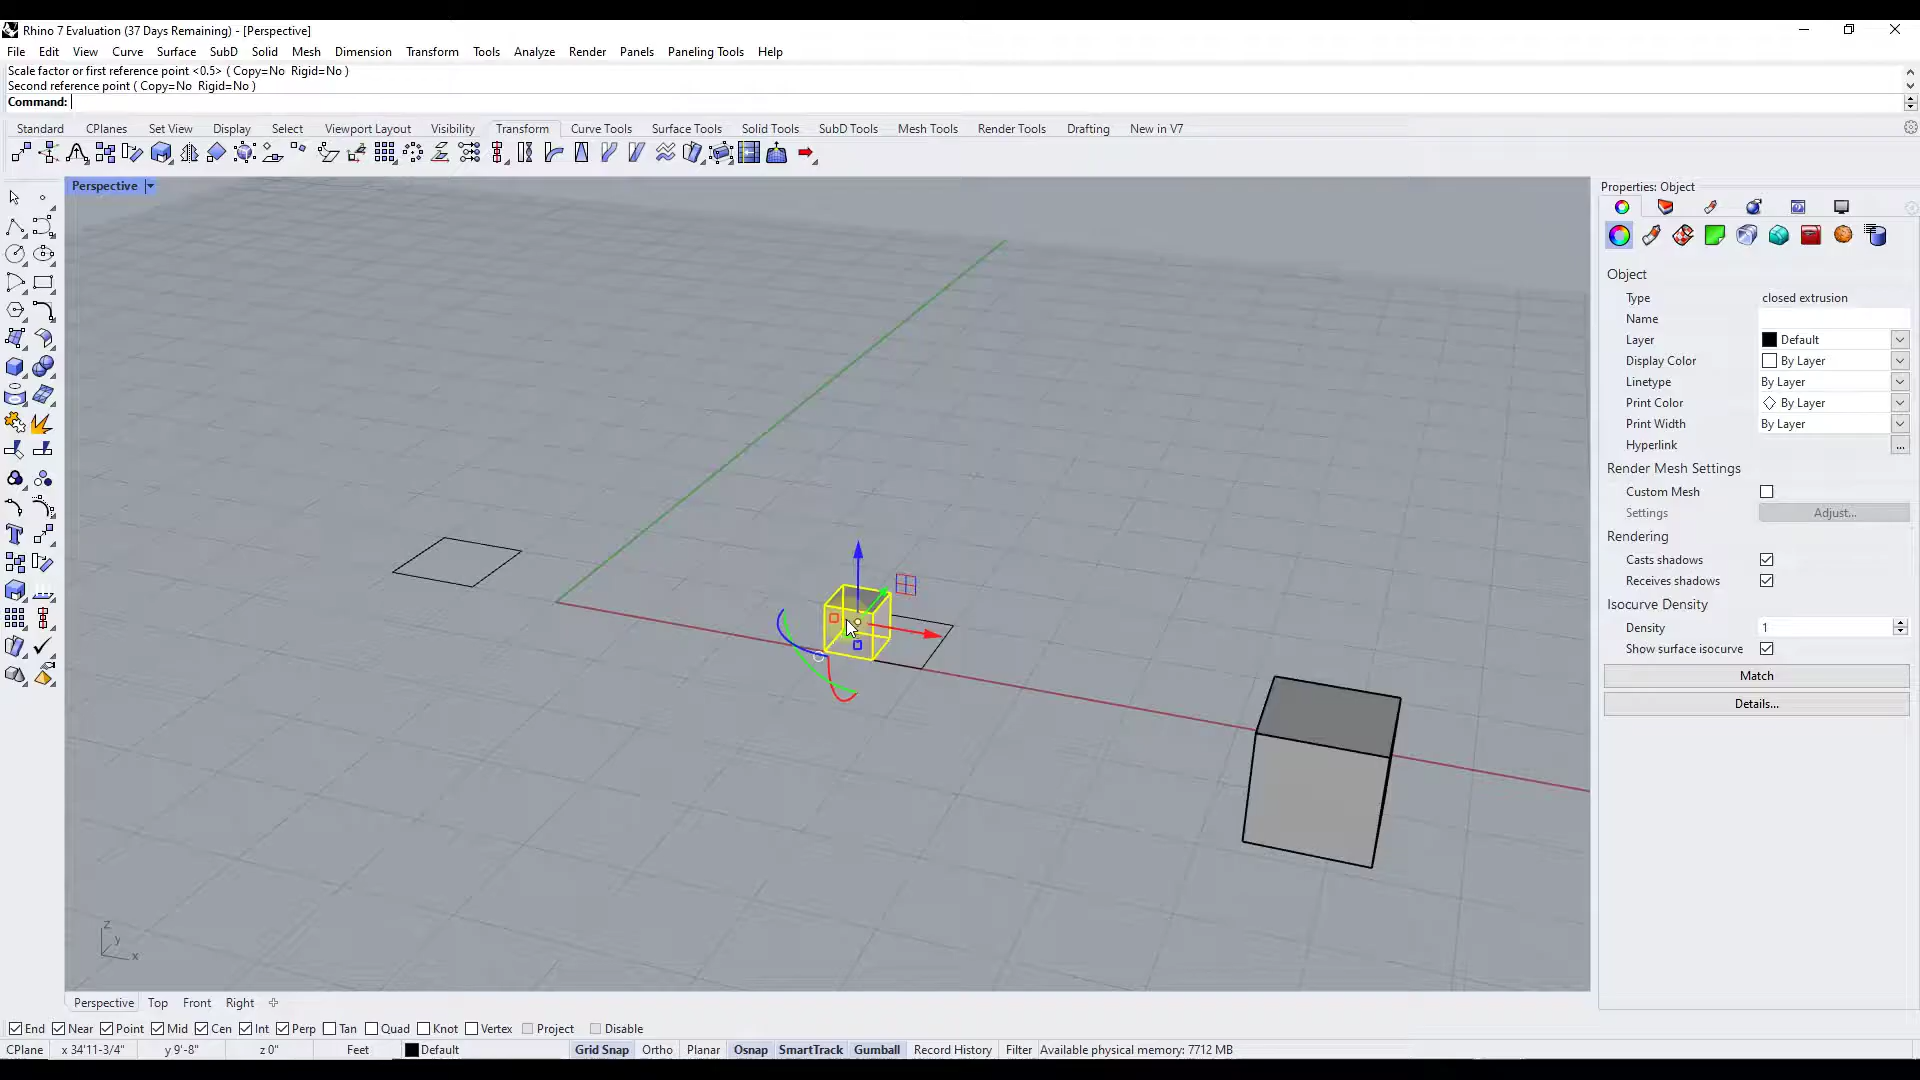 Rhino 7 Evaluation (37 Days Remaining) - [Perspective]
File Edit View Curve Surface SubD Solid Mesh Dimension Transform Tools Analyze Render Panels Paneling Tools Help
Scale factor or first reference point <0.5> ( Copy=No Rigid=No )
Second reference point ( Copy=No Rigid=No )
Command:
Standard CPlanes Set View Display Select Viewport Layout Visibility Transform Curve Tools Surface Tools Solid Tools SubD Tools Mesh Tools Render Tools Drafting New in V7
Perspective
Properties: Object
Object
Type closed extrusion
Name
Layer Default
Display Color By Layer
Linetype By Layer
Print Color By Layer
Print Width By Layer
Hyperlink ...
Render Mesh Settings
Custom Mesh
Settings Adjust...
Rendering
Casts shadows
Receives shadows
Isocurve Density
Density 1
Show surface isocurve
Match
Details...
z
y
x
Perspective Top Front Right
End Near Point Mid Cen Int Perp Tan Quad Knot Vertex Project Disable
CPlane x 34'11-3/4" y 9'-8" z 0" Feet Default Grid Snap Ortho Planar Osnap SmartTrack Gumball Record History Filter Available physical memory: 7712 MB